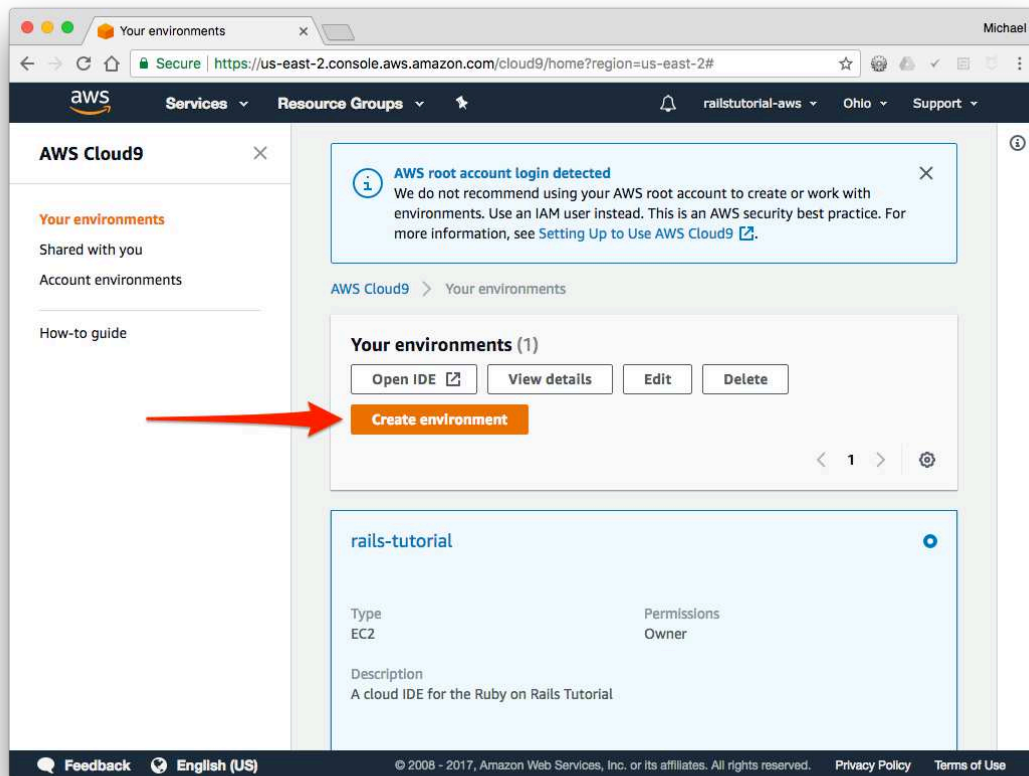 Your environments
Michael
Secure | https://us-east-2.console.aws.amazon.com/cloud9/home?region=us-east-2#
aws Services Resource Groups railstutorial-aws Ohio Support
AWS Cloud9
Your environments
Shared with you
Account environments
How-to guide
AWS root account login detected
We do not recommend using your AWS root account to create or work with
environments. Use an IAM user instead. This is an AWS security best practice. For
more information, see Setting Up to Use AWS Cloud9.
AWS Cloud9 > Your environments
Your environments (1)
Open IDE View details Edit Delete
Create environment
< 1 >
rails-tutorial
Type Permissions
EC2 Owner
Description
A cloud IDE for the Ruby on Rails Tutorial
Feedback English (US) © 2008 - 2017, Amazon Web Services, Inc. or its affiliates. All rights reserved. Privacy Policy Terms of Use